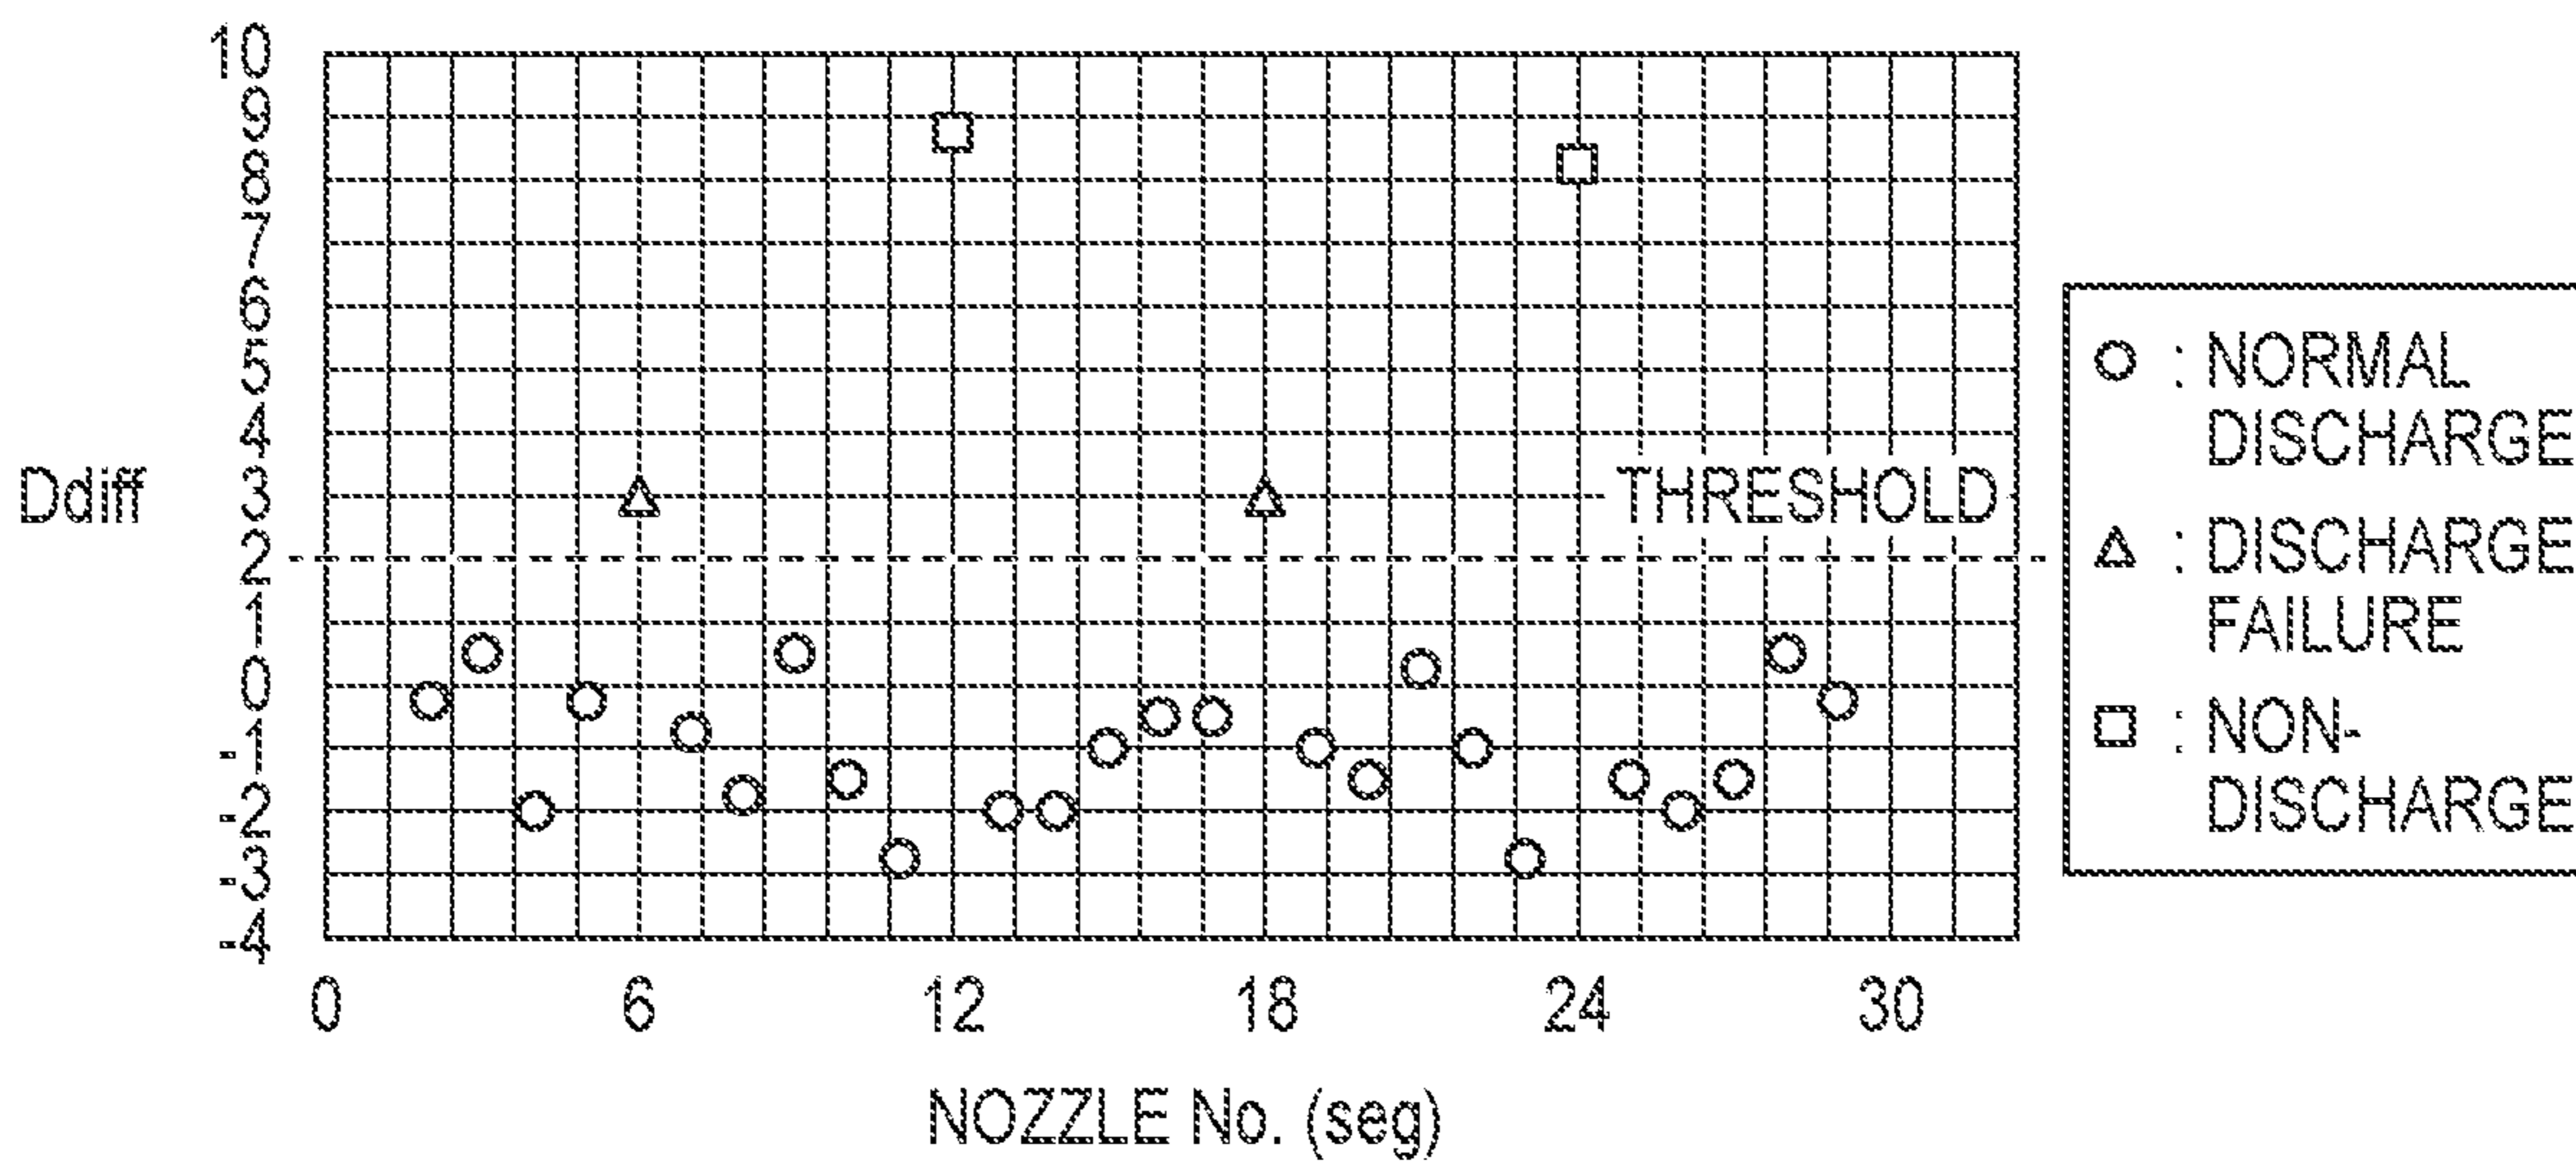 10
9
8
7
6
5
4
3
2
1
0
-1
-2
-3
-4
Ddiff
THRESHOLD
0 6 12 18 24 30
NOZZLE No. (seg)
: NORMAL
DISCHARGE
: DISCHARGE
FAILURE
: NON-
DISCHARGE